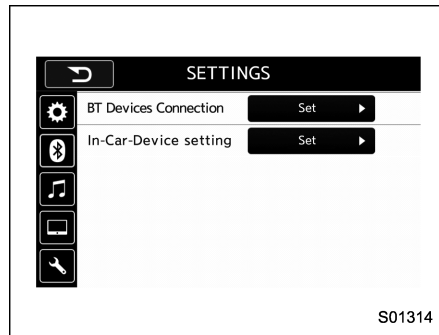 SETTINGS
BT Devices Connection Set
In-Car-Device setting Set
S01314